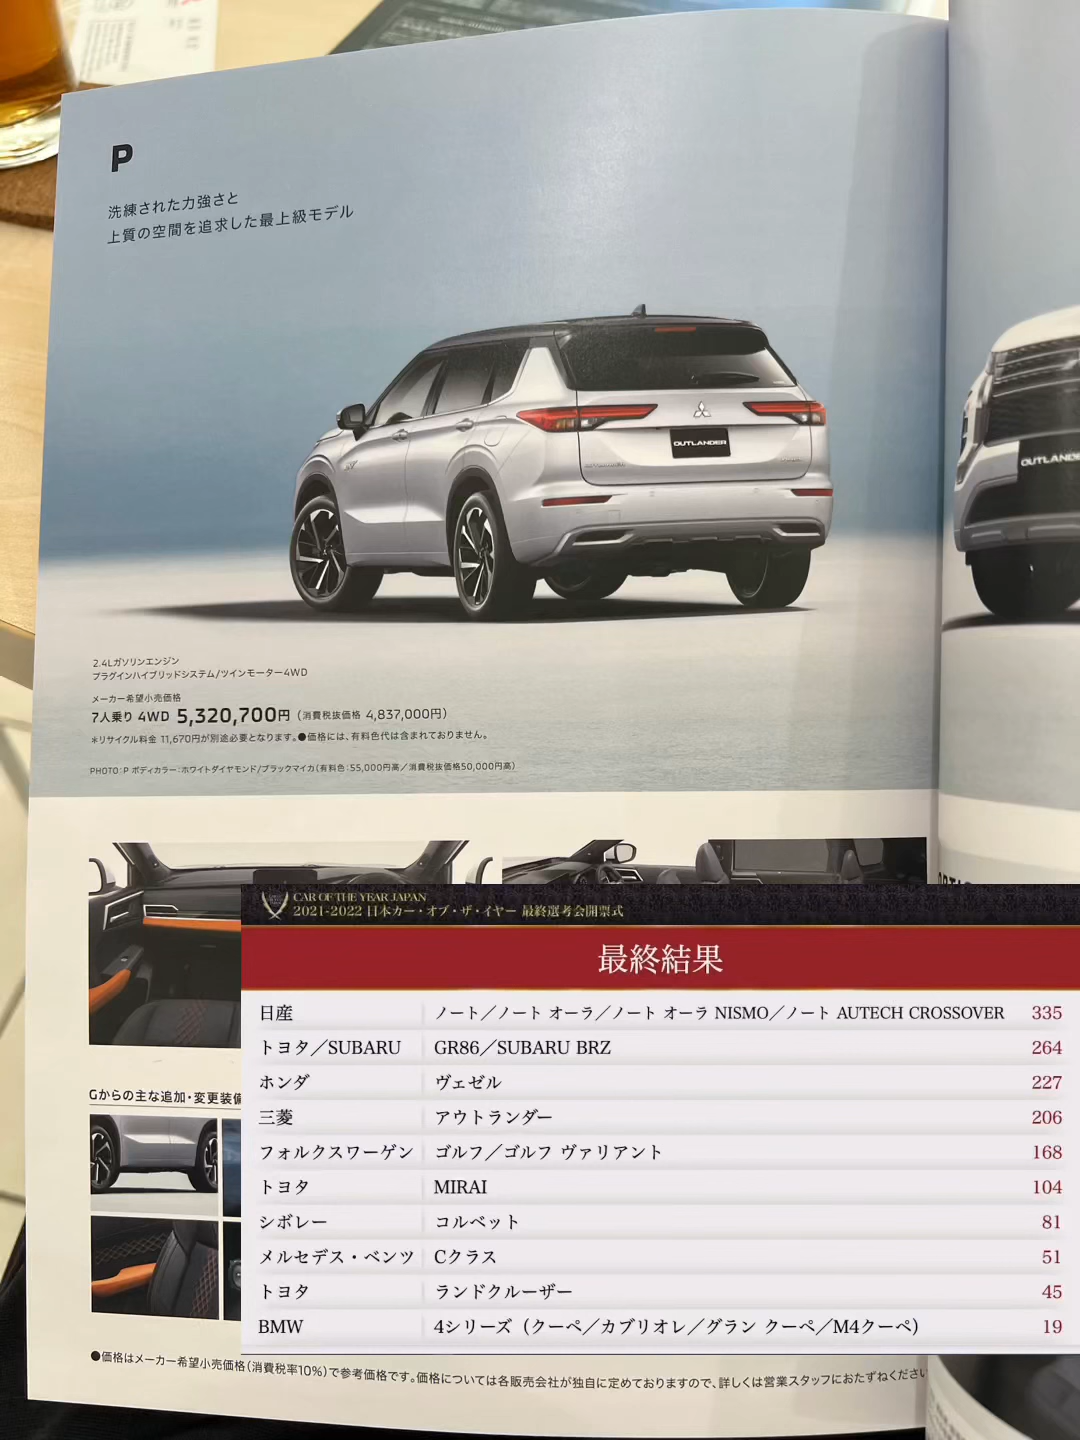 P
洗練された力強さと
上質の空間を追求した最上級モデル
OUTLANDER
OUTLANDER
2.4Lガソリンエンジン
プラグインハイブリッドシステム/ツインモーター4WD
メーカー希望小売価格
7人乗り 4WD 5,320,700円（消費税抜価格 4,837,000円）
＊リサイクル料金 11,670円が別途必要となります。●価格には、有料色代は含まれておりません。
PHOTO：P ボディカラー：ホワイトダイヤモンド/ブラックマイカ（有料色：55,000円高／消費税抜価格50,000円高）
CAR OF THE YEAR JAPAN
2021-2022 日本カー・オブ・ザ・イヤー 最終選考会開票式
最終結果
日産 ノート／ノート オーラ／ノート オーラ NISMO／ノート AUTECH CROSSOVER 335
トヨタ／SUBARU GR86／SUBARU BRZ 264
ホンダ ヴェゼル 227
三菱 アウトランダー 206
フォルクスワーゲン ゴルフ／ゴルフ ヴァリアント 168
トヨタ MIRAI 104
シボレー コルベット 81
メルセデス・ベンツ Cクラス 51
トヨタ ランドクルーザー 45
BMW 4シリーズ（クーペ／カブリオレ／グラン クーペ／M4クーペ） 19
Gからの主な追加・変更装備
●価格はメーカー希望小売価格（消費税率10%）で参考価格です。価格については各販売会社が独自に定めておりますので、詳しくは営業スタッフにおたずねください